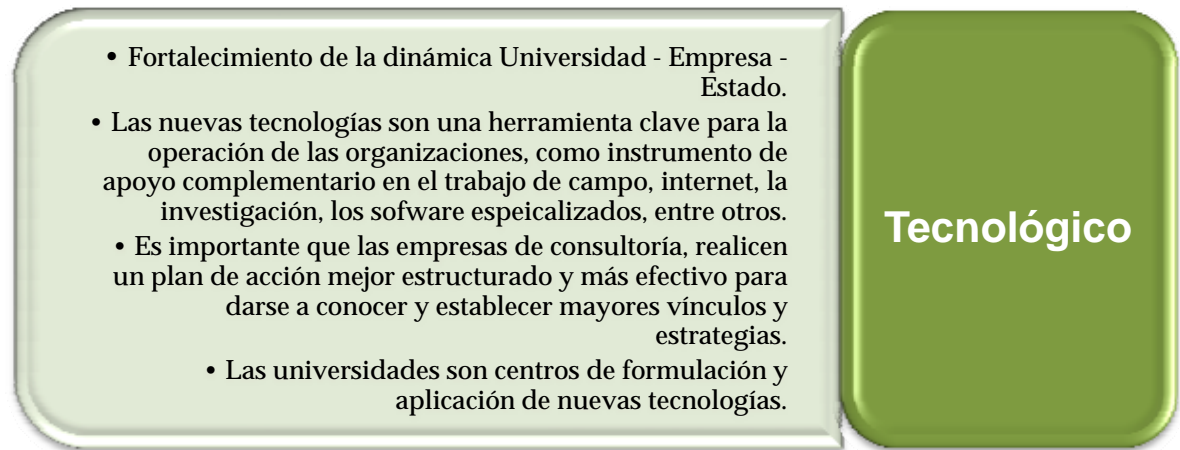 • Fortalecimiento de la dinámica Universidad - Empresa -
Estado.
• Las nuevas tecnologías son una herramienta clave para la
operación de las organizaciones, como instrumento de
apoyo complementario en el trabajo de campo, internet, la
investigación, los sofware espeicalizados, entre otros.
• Es importante que las empresas de consultoría, realicen
un plan de acción mejor estructurado y más efectivo para
darse a conocer y establecer mayores vínculos y
estrategias.
• Las universidades son centros de formulación y
aplicación de nuevas tecnologías.
Tecnológico